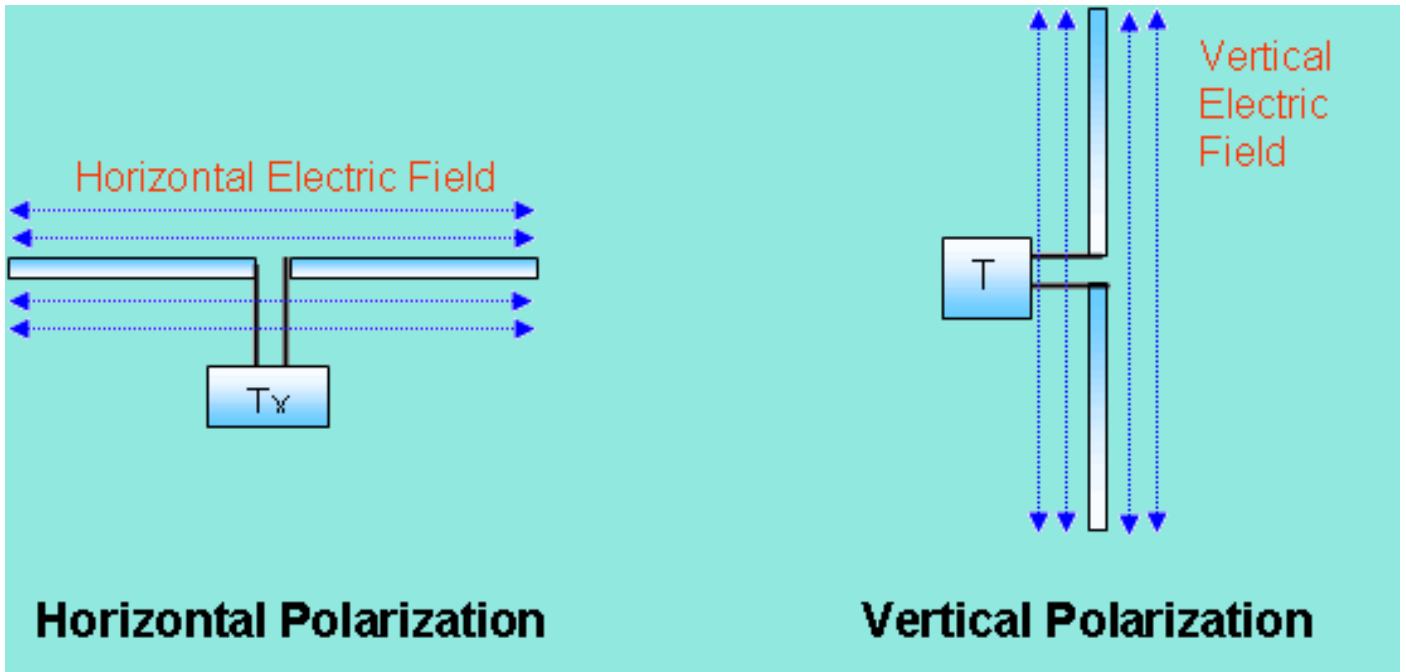 Horizontal Electric Field
Tx
Horizontal Polarization
Vertical
Electric
Field
T
Vertical Polarization